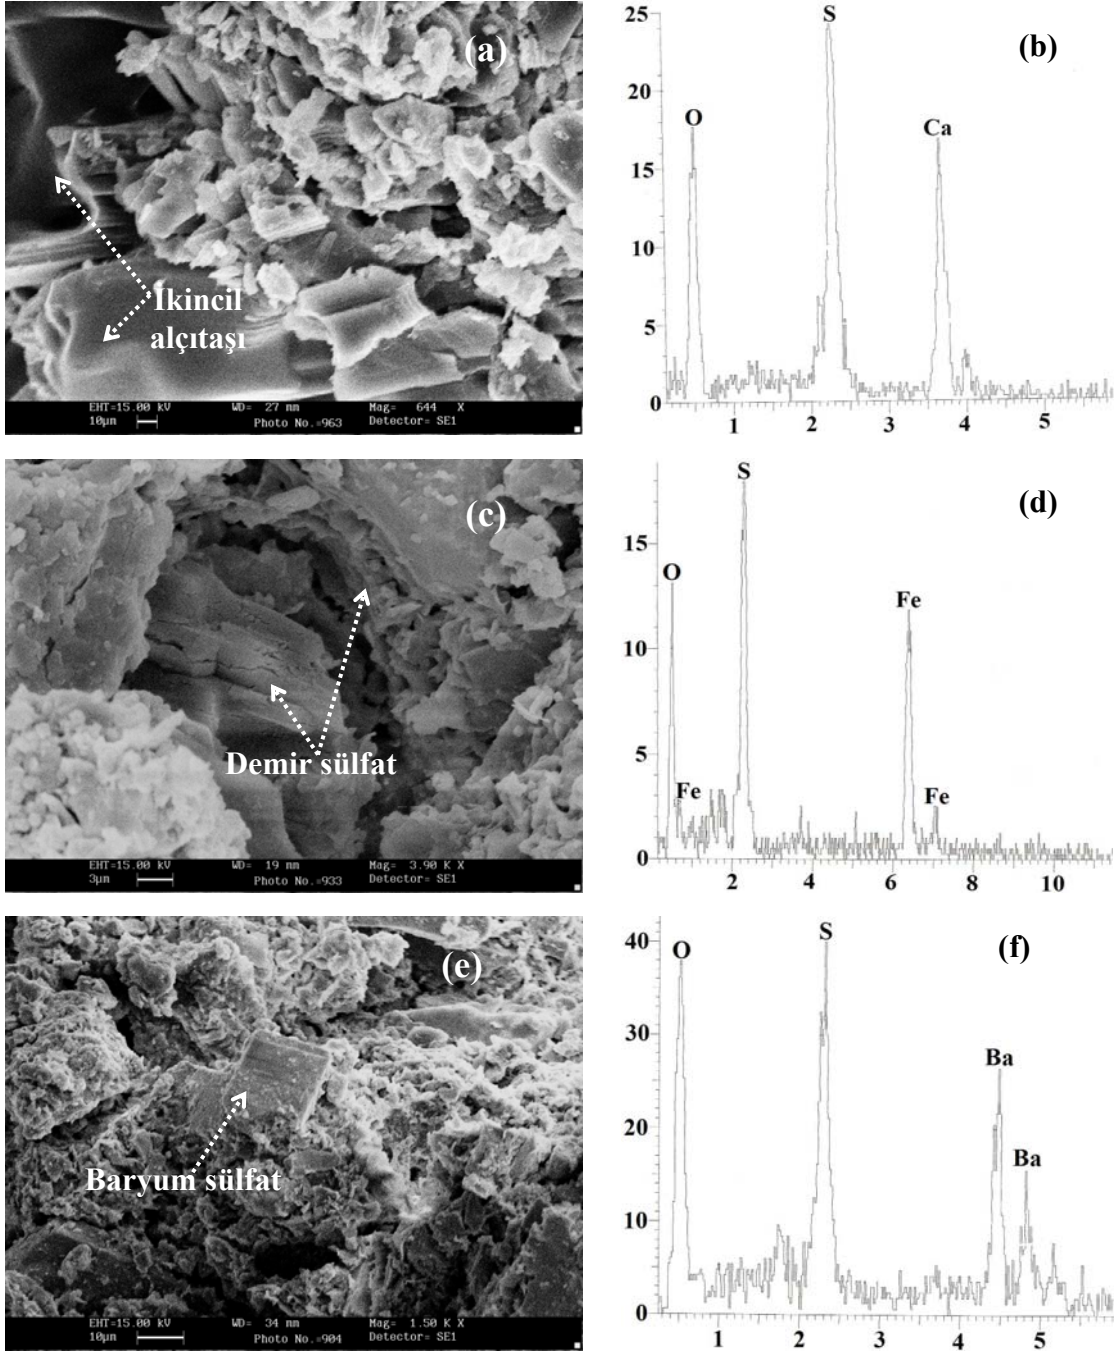 (a)
İkincil
alçıtaşı
EHT=15.00 kV WD= 27 mm Mag= 644 X
10µm Photo No.=963 Detector= SE1
(b)
25
20
15
10
5
0
O
S
Ca
1 2 3 4 5
(c)
Demir sülfat
EHT=15.00 kV WD= 19 mm Mag= 3.90 K X
3µm Photo No.=933 Detector= SE1
(d)
15
10
5
0
O
Fe
S
Fe
Fe
2 4 6 8 10
(e)
Baryum sülfat
EHT=15.00 kV WD= 34 mm Mag= 1.50 K X
10µm Photo No.=904 Detector= SE1
(f)
40
30
20
10
0
O
S
Ba
Ba
1 2 3 4 5